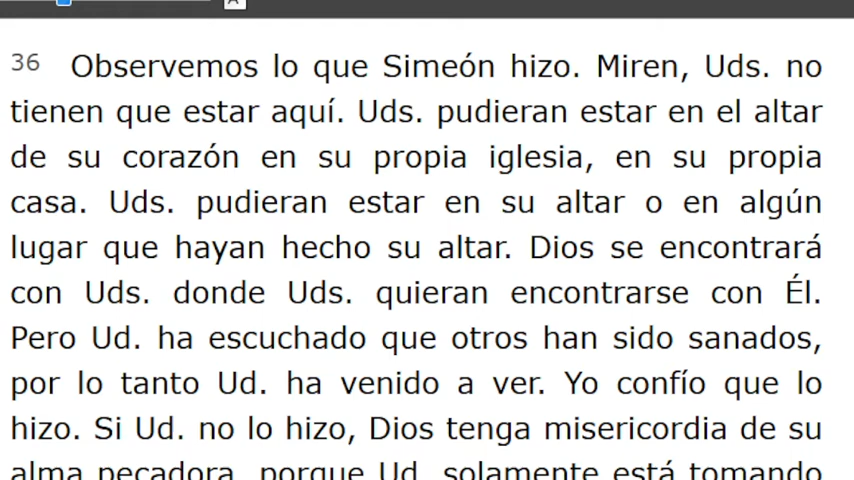 36 Observemos lo que Simeón hizo. Miren, Uds. no
tienen que estar aquí. Uds. pudieran estar en el altar
de su corazón en su propia iglesia, en su propia
casa. Uds. pudieran estar en su altar o en algún
lugar que hayan hecho su altar. Dios se encontrará
con Uds. donde Uds. quieran encontrarse con Él.
Pero Ud. ha escuchado que otros han sido sanados,
por lo tanto Ud. ha venido a ver. Yo confío que lo
hizo. Si Ud. no lo hizo, Dios tenga misericordia de su
alma pecadora, porque Ud. solamente está tomando